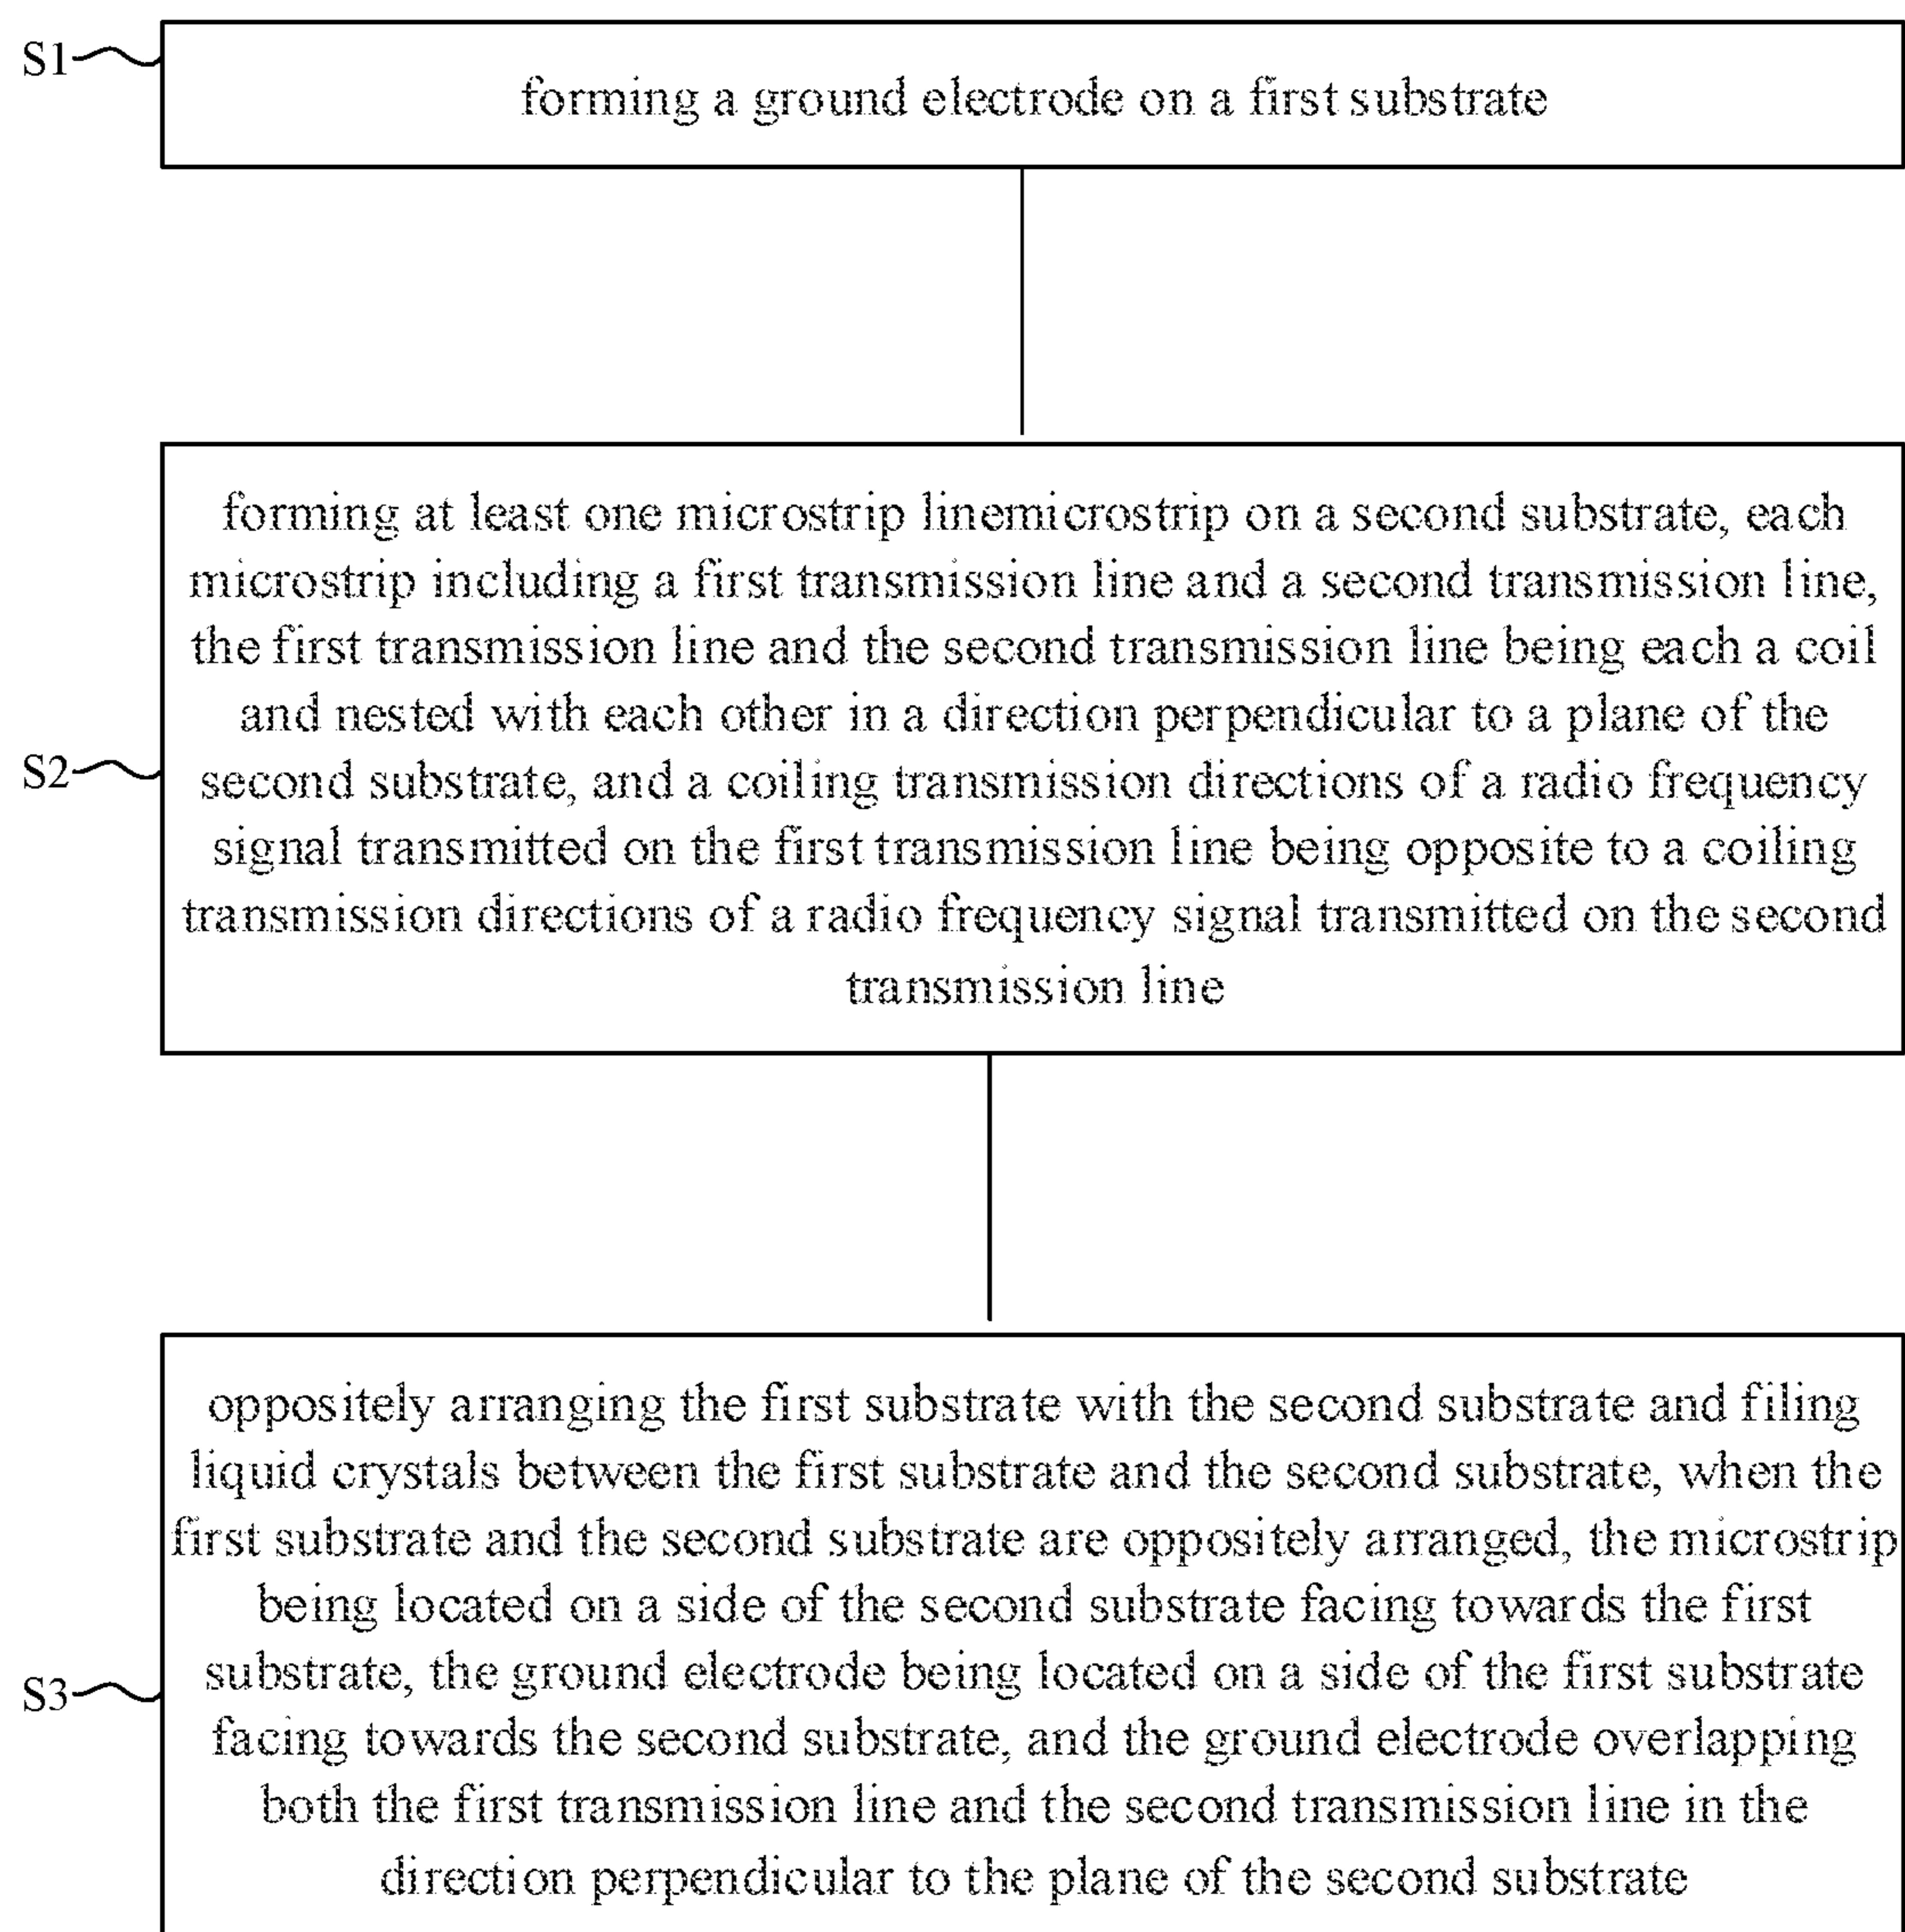 S1
forming a ground electrode on a first substrate
forming at least one microstrip linemicrostrip on a second substrate, each
microstrip including a first transmission line and a second transmission line,
the first transmission line and the second transmission line being each a coil
and nested with each other in a direction perpendicular to a plane of the
S2
second substrate, and a coiling transmission directions of a radio frequency
signal transmitted on the first transmission line being opposite to a coiling
transmission directions of a radio frequency signal transmitted on the second
transmission line
oppositely arranging the first substrate with the second substrate and filing
liquid crystals between the first substrate and the second substrate, when the
first substrate and the second substrate are oppositely arranged, the microstrip
being located on a side of the second substrate facing towards the first
S3
substrate, the ground electrode being located on a side of the first substrate
facing towards the second substrate, and the ground electrode overlapping
both the first transmission line and the second transmission line in the
direction perpendicular to the plane of the second substrate